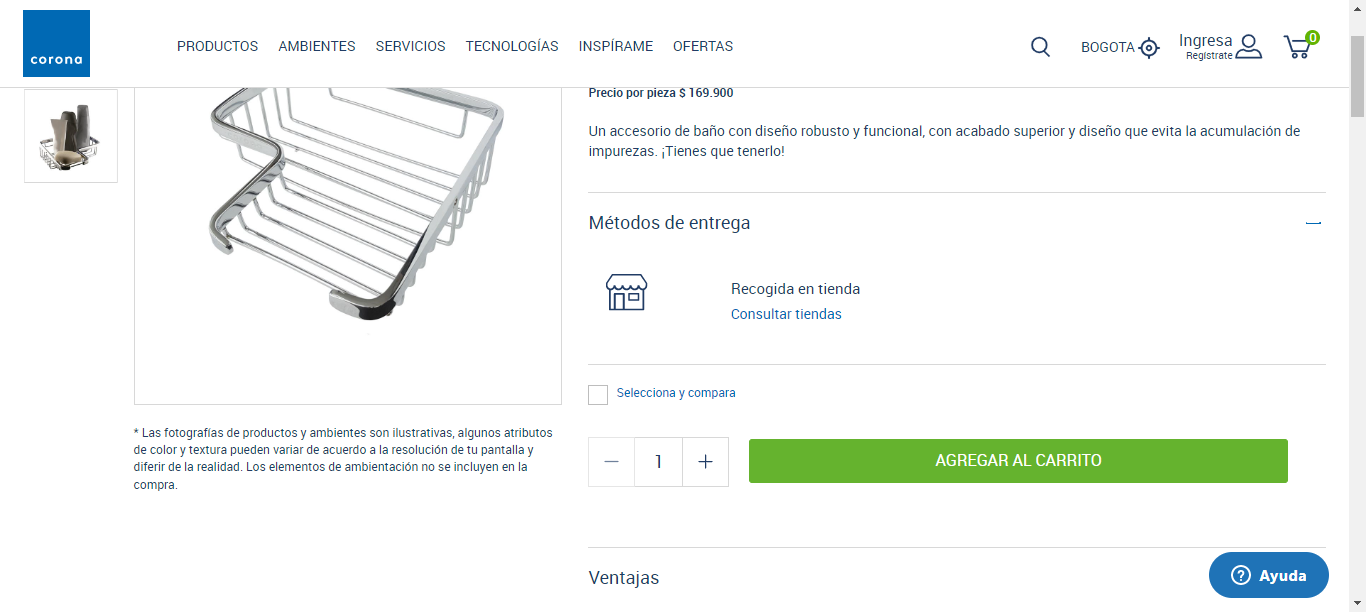 corona
PRODUCTOS AMBIENTES SERVICIOS TECNOLOGÍAS INSPÍRAME OFERTAS
BOGOTA
Ingresa
Regístrate
0
Precio por pieza $ 169.900
Un accesorio de baño con diseño robusto y funcional, con acabado superior y diseño que evita la acumulación de
impurezas. ¡Tienes que tenerlo!
Métodos de entrega
Recogida en tienda
Consultar tiendas
Selecciona y compara
1
AGREGAR AL CARRITO
* Las fotografías de productos y ambientes son ilustrativas, algunos atributos
de color y textura pueden variar de acuerdo a la resolución de tu pantalla y
diferir de la realidad. Los elementos de ambientación no se incluyen en la
compra.
Ventajas
Ayuda